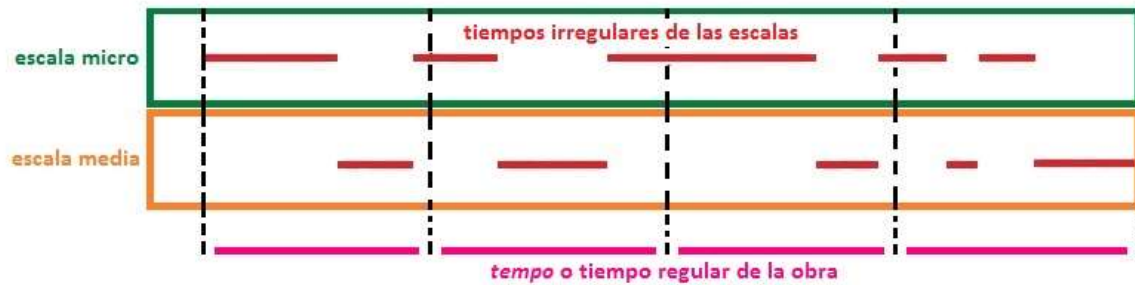 tiempos irregulares de las escalas
escala micro
escala media
tempo o tiempo regular de la obra